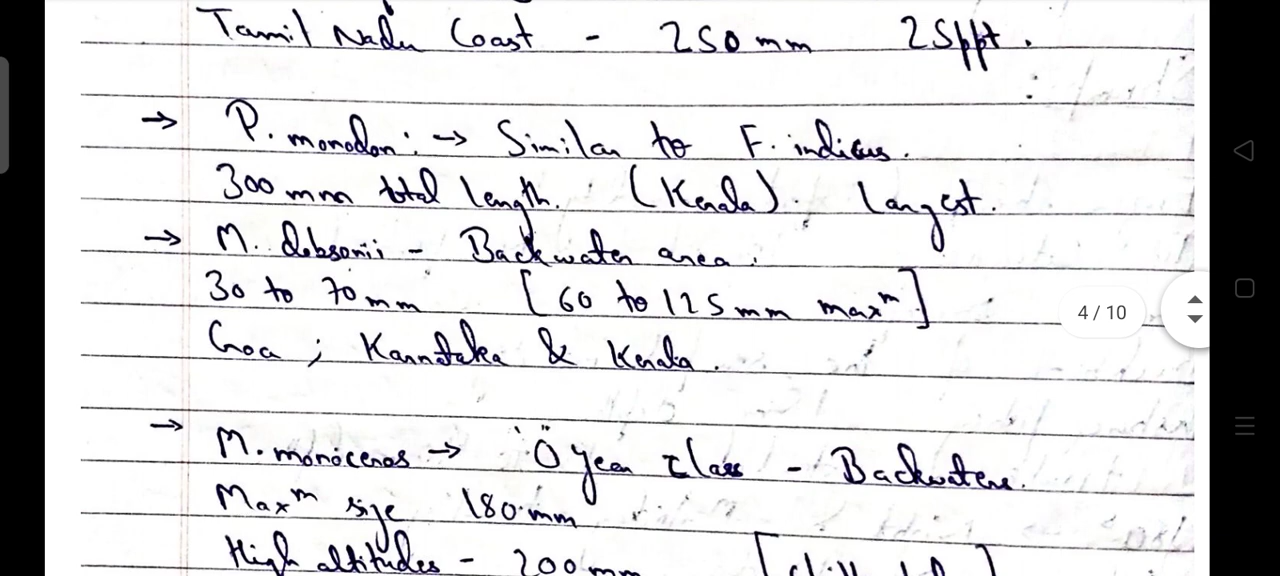 Tamil Nadu Coast - 250 mm 25ppt.
→ P. monodon : → Similar to F. indicus.
300 mm total length. (Kerala). largest.
→ M. dobsonii - Backwater area.
30 to 70 mm [60 to 125 mm maxᵐ]
4 / 10
Goa ; Karnataka & Kerala.
→ M. monoceros → "0" year class - Backwaters.
Maxᵐ size 180 mm
High altitudes - 200 mm